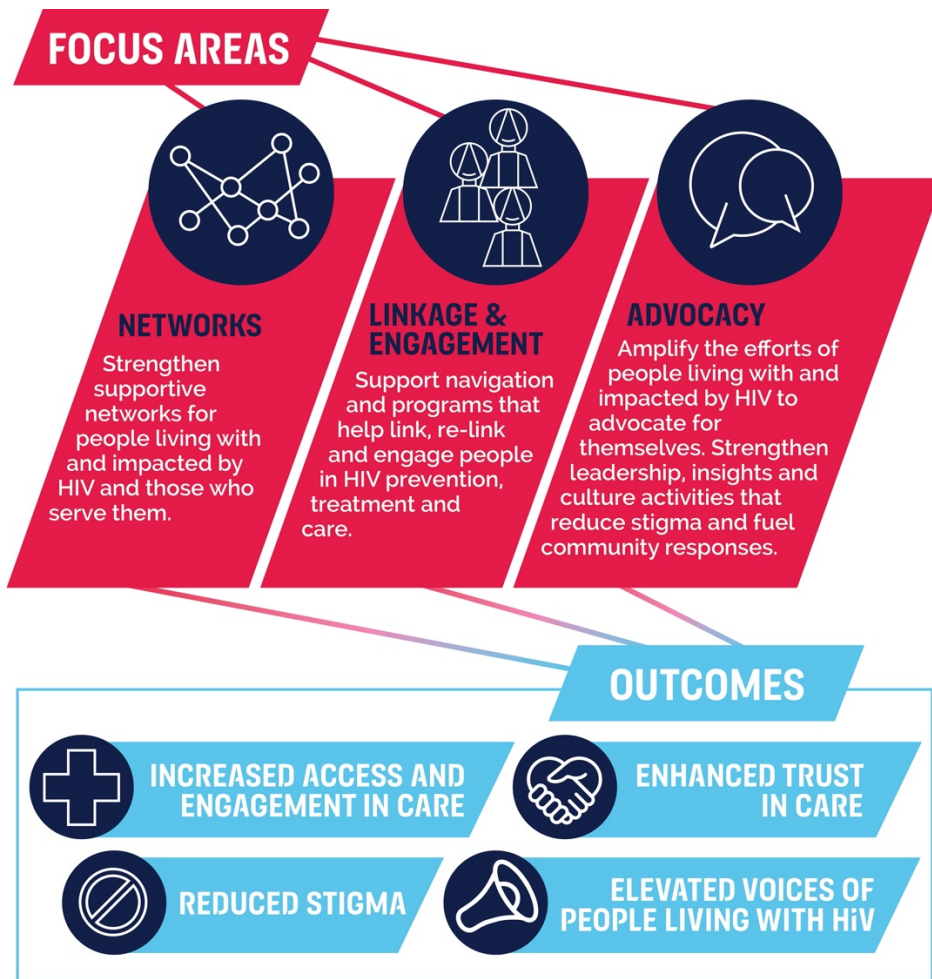 FOCUS AREAS
NETWORKS
Strengthen
supportive
networks for
people living with
and impacted by
HIV and those who
serve them.
LINKAGE &
ENGAGEMENT
Support navigation
and programs that
help link, re-link
and engage people
in HIV prevention,
treatment and
care.
ADVOCACY
Amplify the efforts of
people living with and
impacted by HIV to
advocate for
themselves. Strengthen
leadership, insights and
culture activities that
reduce stigma and fuel
community responses.
OUTCOMES
INCREASED ACCESS AND
ENGAGEMENT IN CARE
ENHANCED TRUST
IN CARE
REDUCED STIGMA
ELEVATED VOICES OF
PEOPLE LIVING WITH HiV